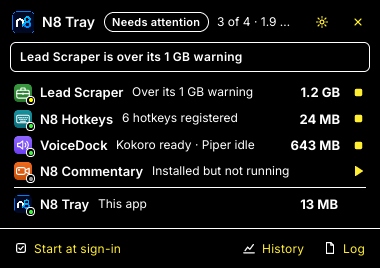 n8 N8 Tray Needs attention 3 of 4 · 1.9 ...
Lead Scraper is over its 1 GB warning
Lead Scraper Over its 1 GB warning 1.2 GB
N8 Hotkeys 6 hotkeys registered 24 MB
VoiceDock Kokoro ready · Piper idle 643 MB
N8 Commentary Installed but not running
N8 Tray This app 13 MB
Start at sign-in History Log